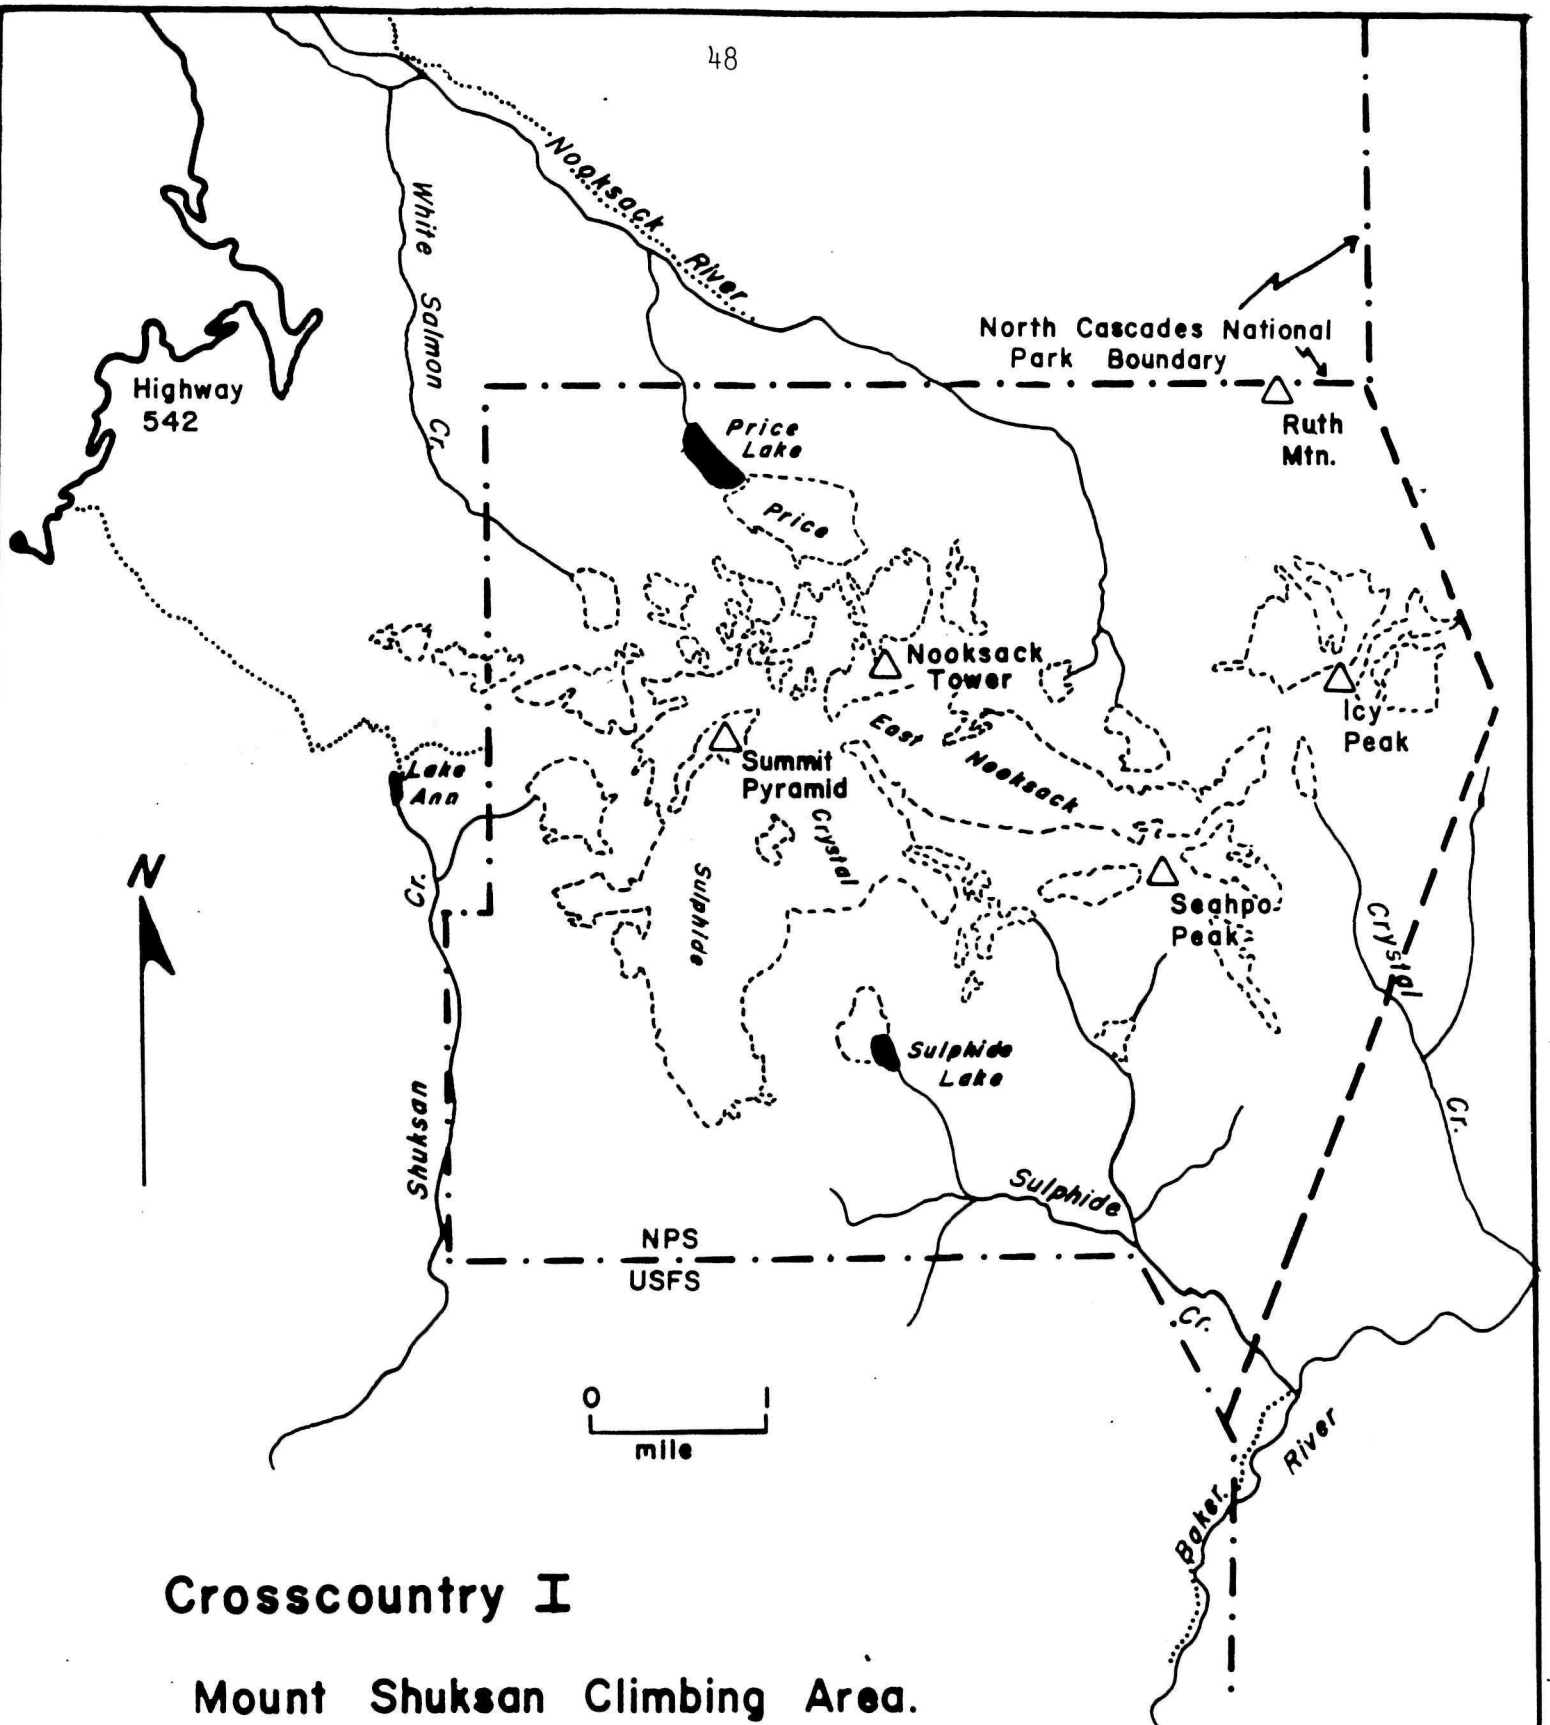 48
Nooksack
River
White Salmon Cr.
North Cascades National
Park Boundary
Highway
542
Ruth
Mtn.
Price
Lake
Price
Nooksack
Tower
Icy
Peak
East Nooksack
Summit
Pyramid
Lake
Ann
Crystal
Sulphide
N
Seahpo
Peak
Crystal Cr.
Shuksan Cr.
Sulphide
Lake
Sulphide Cr.
NPS
USFS
0 1
mile
Baker River
Crosscountry I
Mount Shuksan Climbing Area.